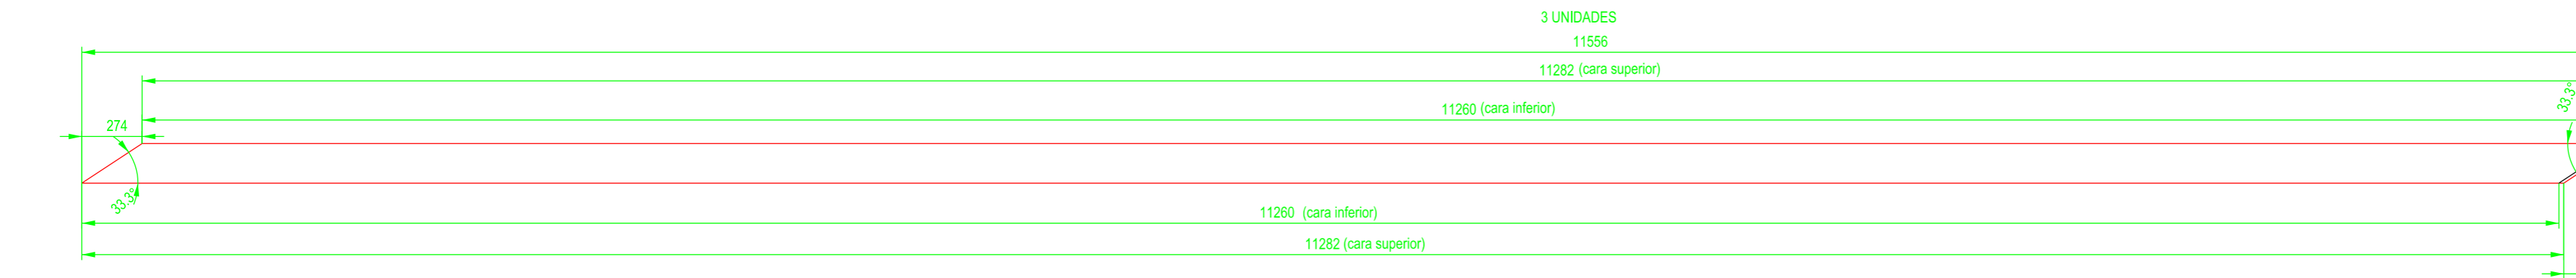 3 UNIDADES
11556
11282 (cara superior)
11260 (cara inferior)
274
33,3°
33,3°
11260 (cara inferior)
11282 (cara superior)